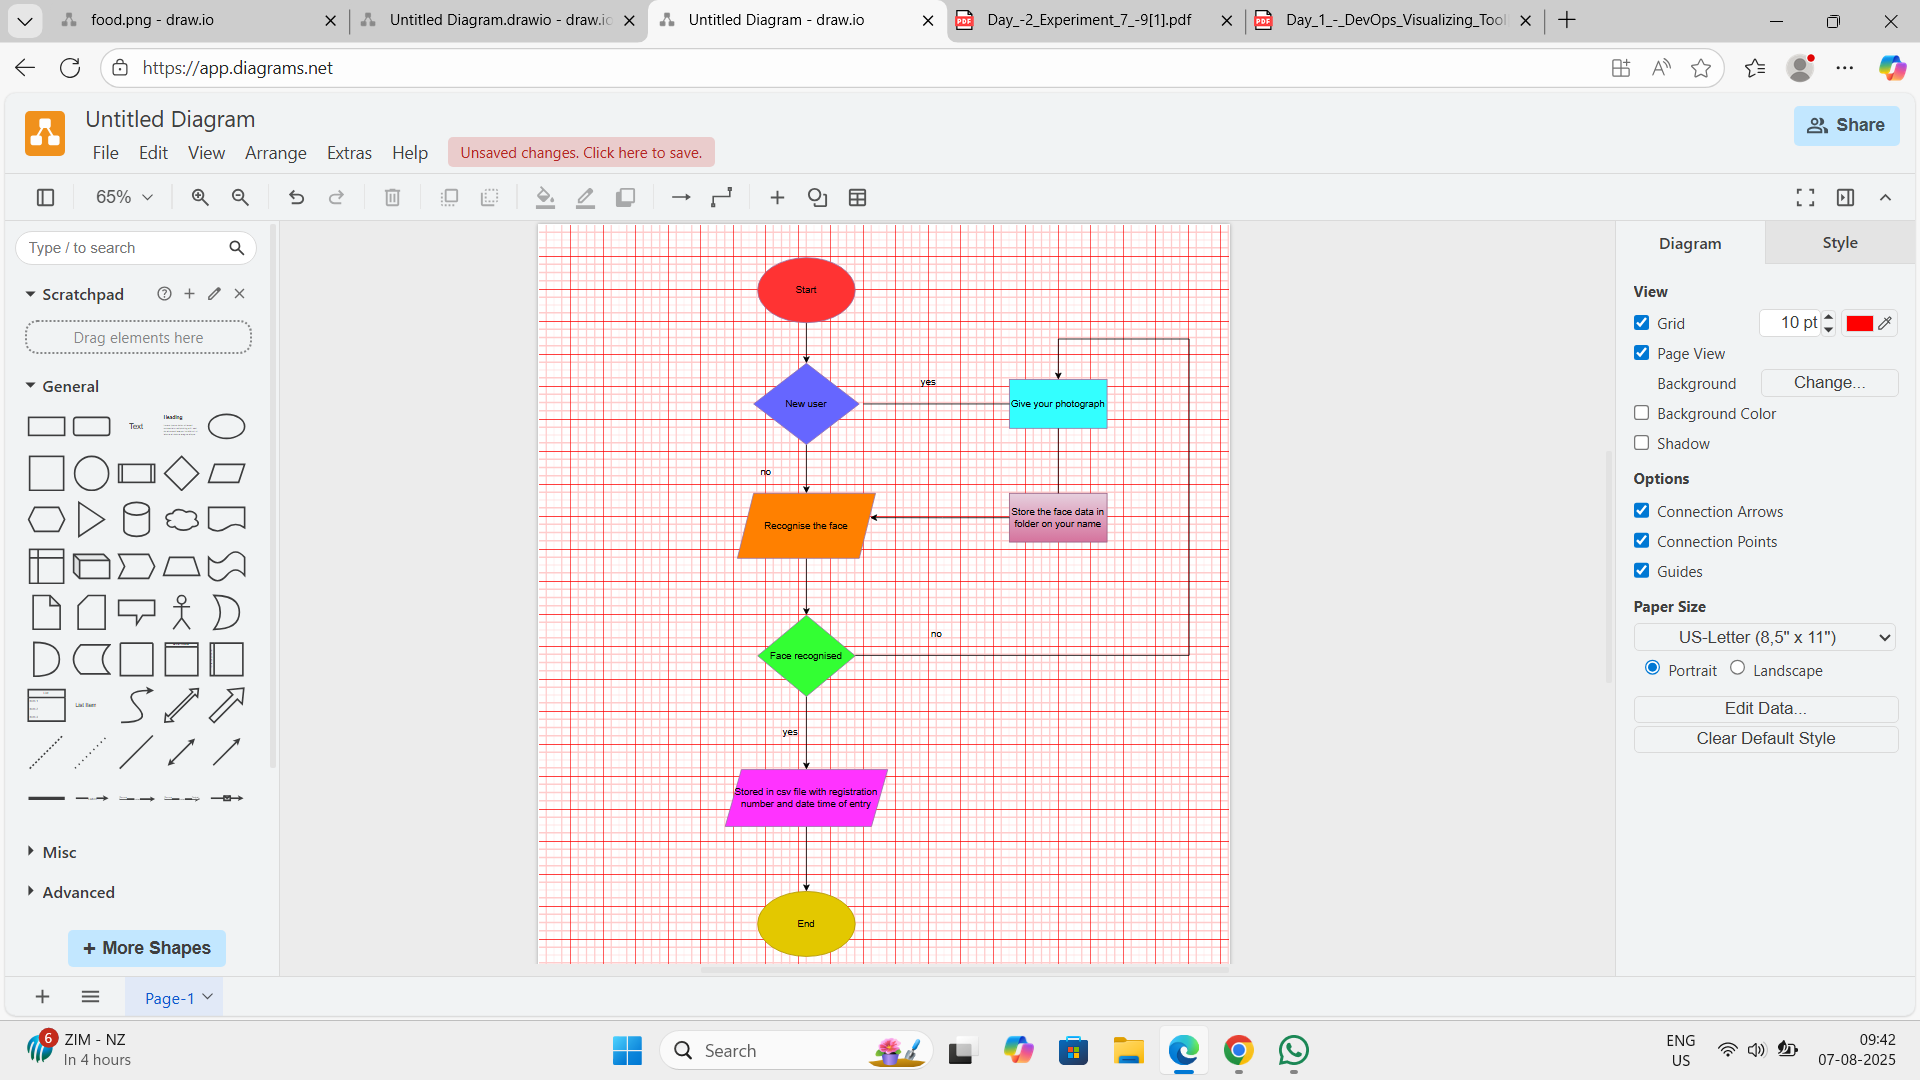 food.png - draw.io
Untitled Diagram.drawio - draw.io
Untitled Diagram - draw.io
Day_-2_Experiment_7_-9[1].pdf
Day_1_-_DevOps_Visualizing_Tool
https://app.diagrams.net
Untitled Diagram
Share
File Edit View Arrange Extras Help
Unsaved changes. Click here to save.
65%
Type / to search
Scratchpad
Drag elements here
General
Text
Heading
List Item
Misc
Advanced
+ More Shapes
Start
New user
yes
Give your photograph
no
Recognise the face
Store the face data in
folder on your name
Face recognised
no
yes
Stored in csv file with registration
number and date time of entry
End
Diagram
Style
View
Grid
10 pt
Page View
Background
Change...
Background Color
Shadow
Options
Connection Arrows
Connection Points
Guides
Paper Size
US-Letter (8,5" x 11")
Portrait
Landscape
Edit Data...
Clear Default Style
Page-1
6
ZIM - NZ
In 4 hours
Search
ENG
US
09:42
07-08-2025